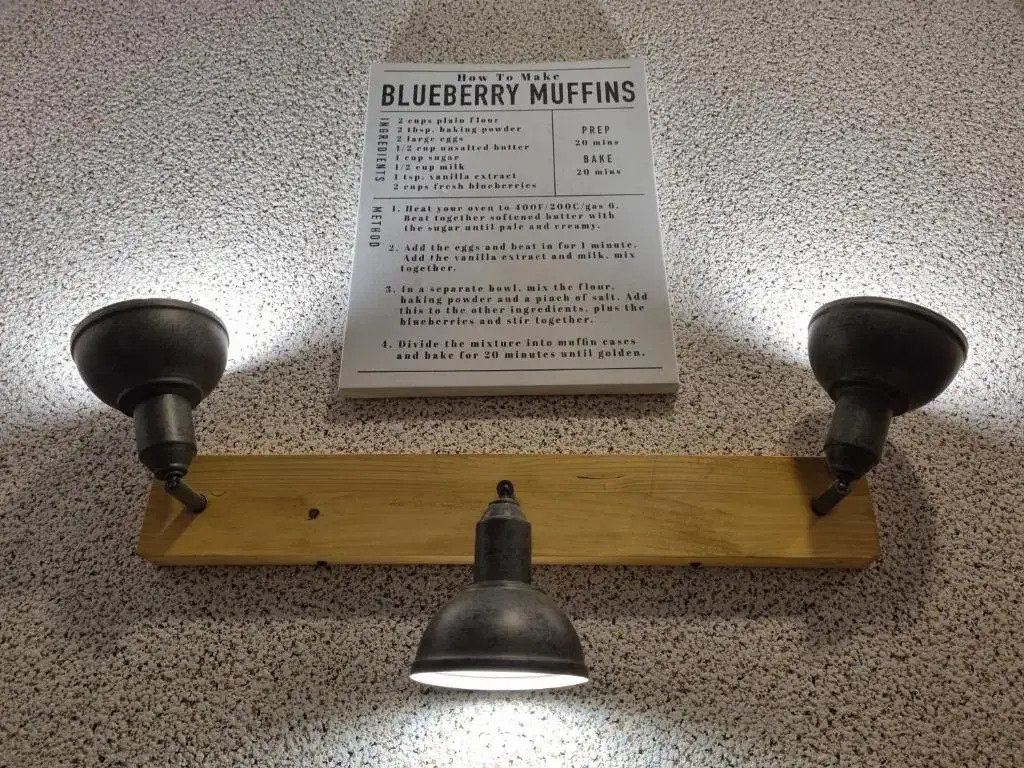 How To Make
BLUEBERRY MUFFINS
INGREDIENTS
2 cups plain flour
2 tbsp. baking powder
2 large eggs
1/2 cup unsalted butter
1 cup sugar
1/2 cup milk
1 tsp. vanilla extract
2 cups fresh blueberries
PREP
20 mins
BAKE
20 mins
METHOD
1. Heat your oven to 400F/200C/gas 6.
Beat together softened butter with
the sugar until pale and creamy.
2. Add the eggs and beat in for 1 minute.
Add the vanilla extract and milk, mix
together.
3. In a separate bowl, mix the flour,
baking powder and a pinch of salt. Add
this to the other ingredients, plus the
blueberries and stir together.
4. Divide the mixture into muffin cases
and bake for 20 minutes until golden.